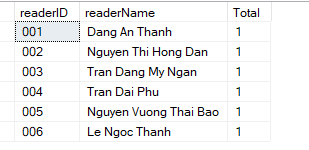 readerID readerName Total
001 Dang An Thanh 1
002 Nguyen Thi Hong Dan 1
003 Tran Dang My Ngan 1
004 Tran Dai Phu 1
005 Nguyen Vuong Thai Bao 1
006 Le Ngoc Thanh 1